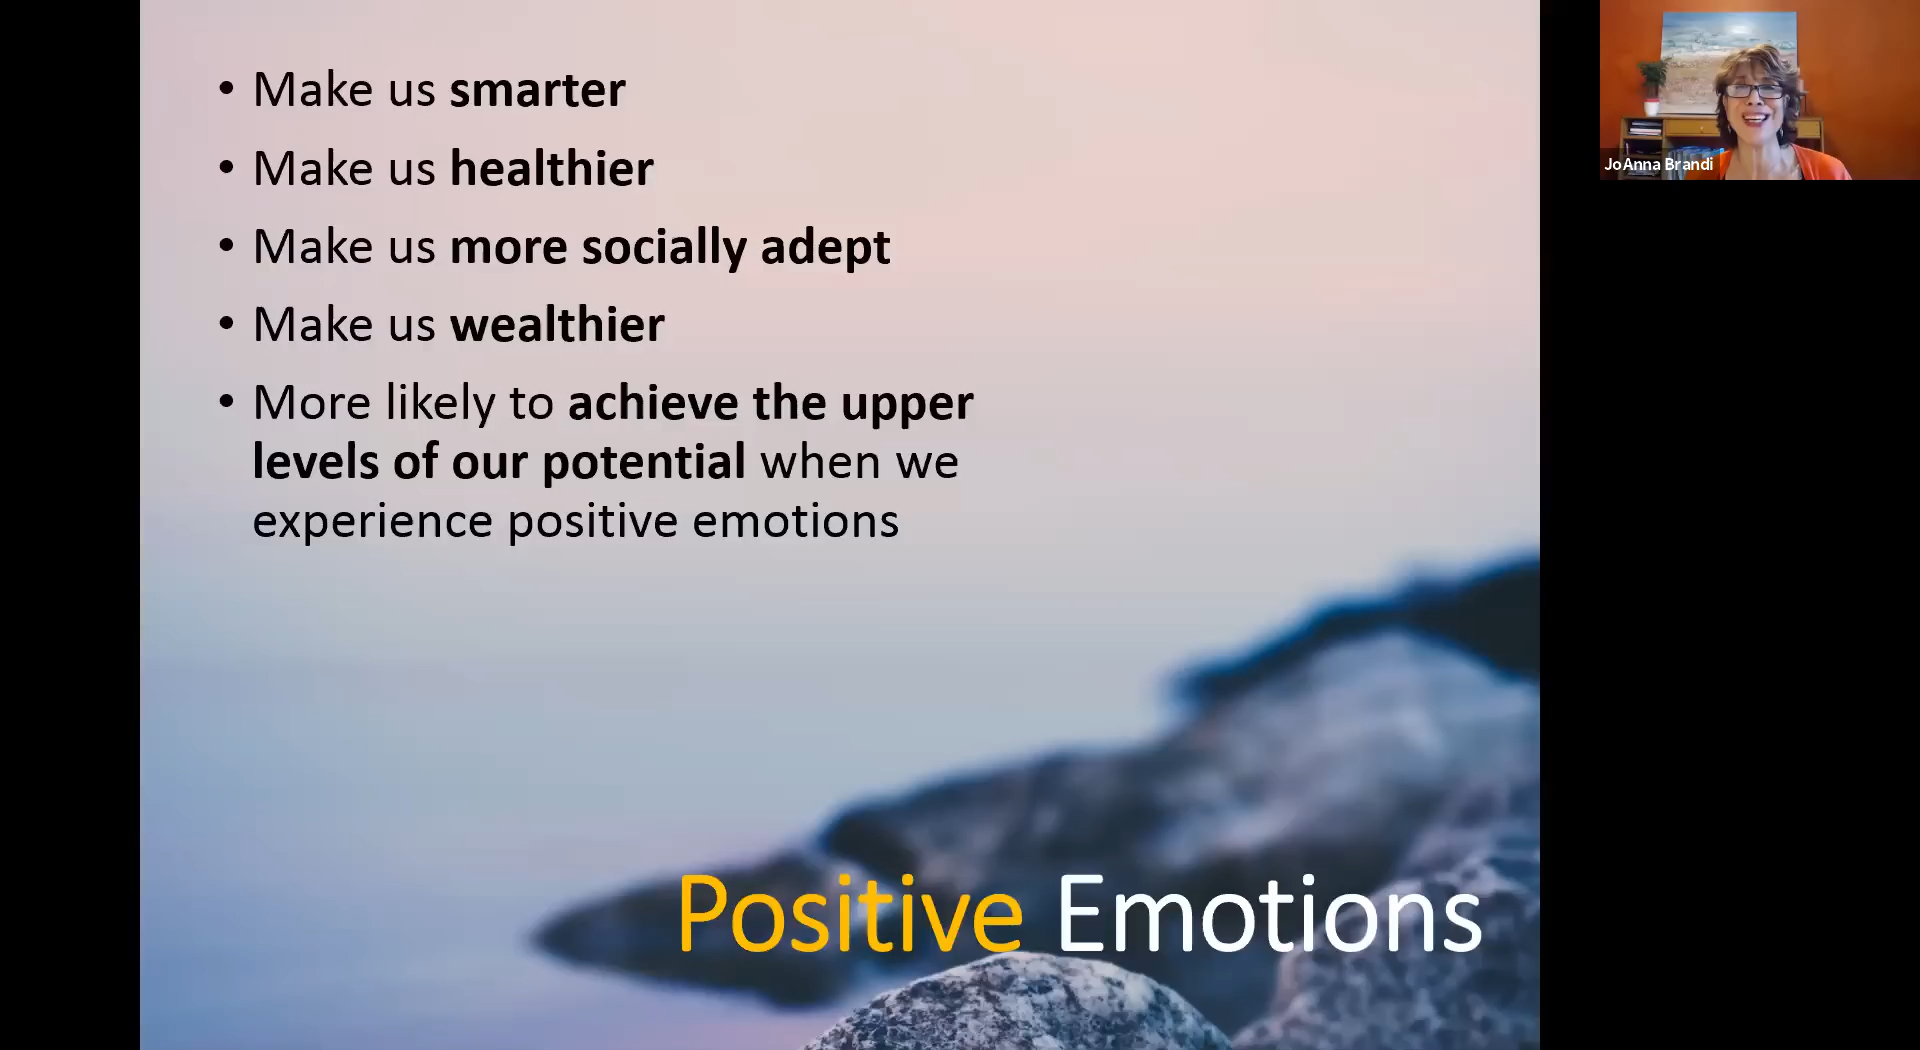 • Make us smarter
• Make us healthier
• Make us more socially adept
• Make us wealthier
• More likely to achieve the upper
levels of our potential when we
experience positive emotions
Positive Emotions
JoAnna Brandi